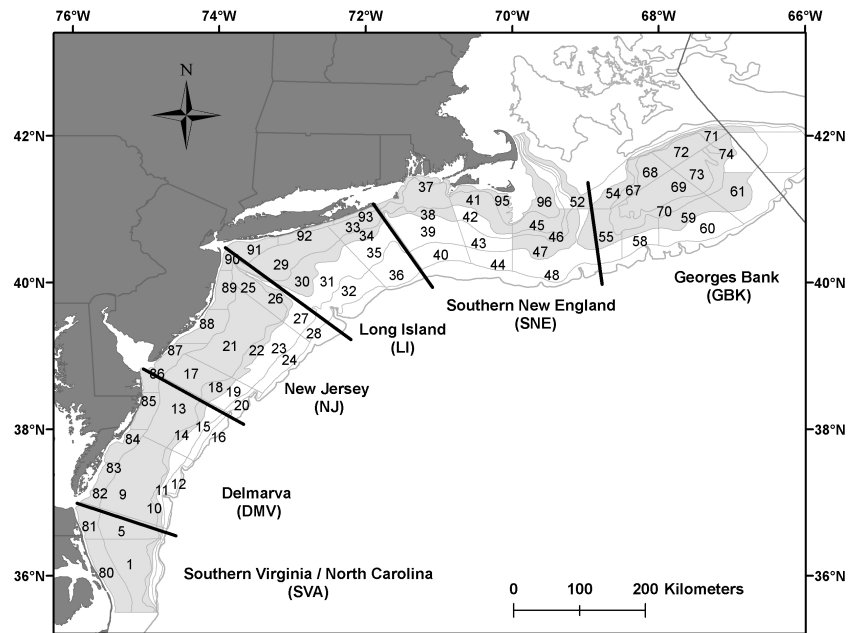 76°W 74°W 72°W 70°W 68°W 66°W
N
42°N 42°N
71
72 74
68 73
37 54 67 69 61
41 95 96 52
93 38 42 70 59
33 39 45 60
92 34 46 55
91 43 47 58
90 29 35 40
44 48
30 31 36
40°N 40°N
89 25 26 32
Georges Bank
(GBK)
Southern New England
(SNE)
27
28
88
Long Island
(LI)
87 21 22 23
24
86 17
18 19
20
New Jersey
(NJ)
85 13
38°N 38°N
84 14 15 16
83
82 9 11 12
10
Delmarva
(DMV)
81 5
1
80
36°N 36°N
Southern Virginia / North Carolina
(SVA)
0 100 200 Kilometers